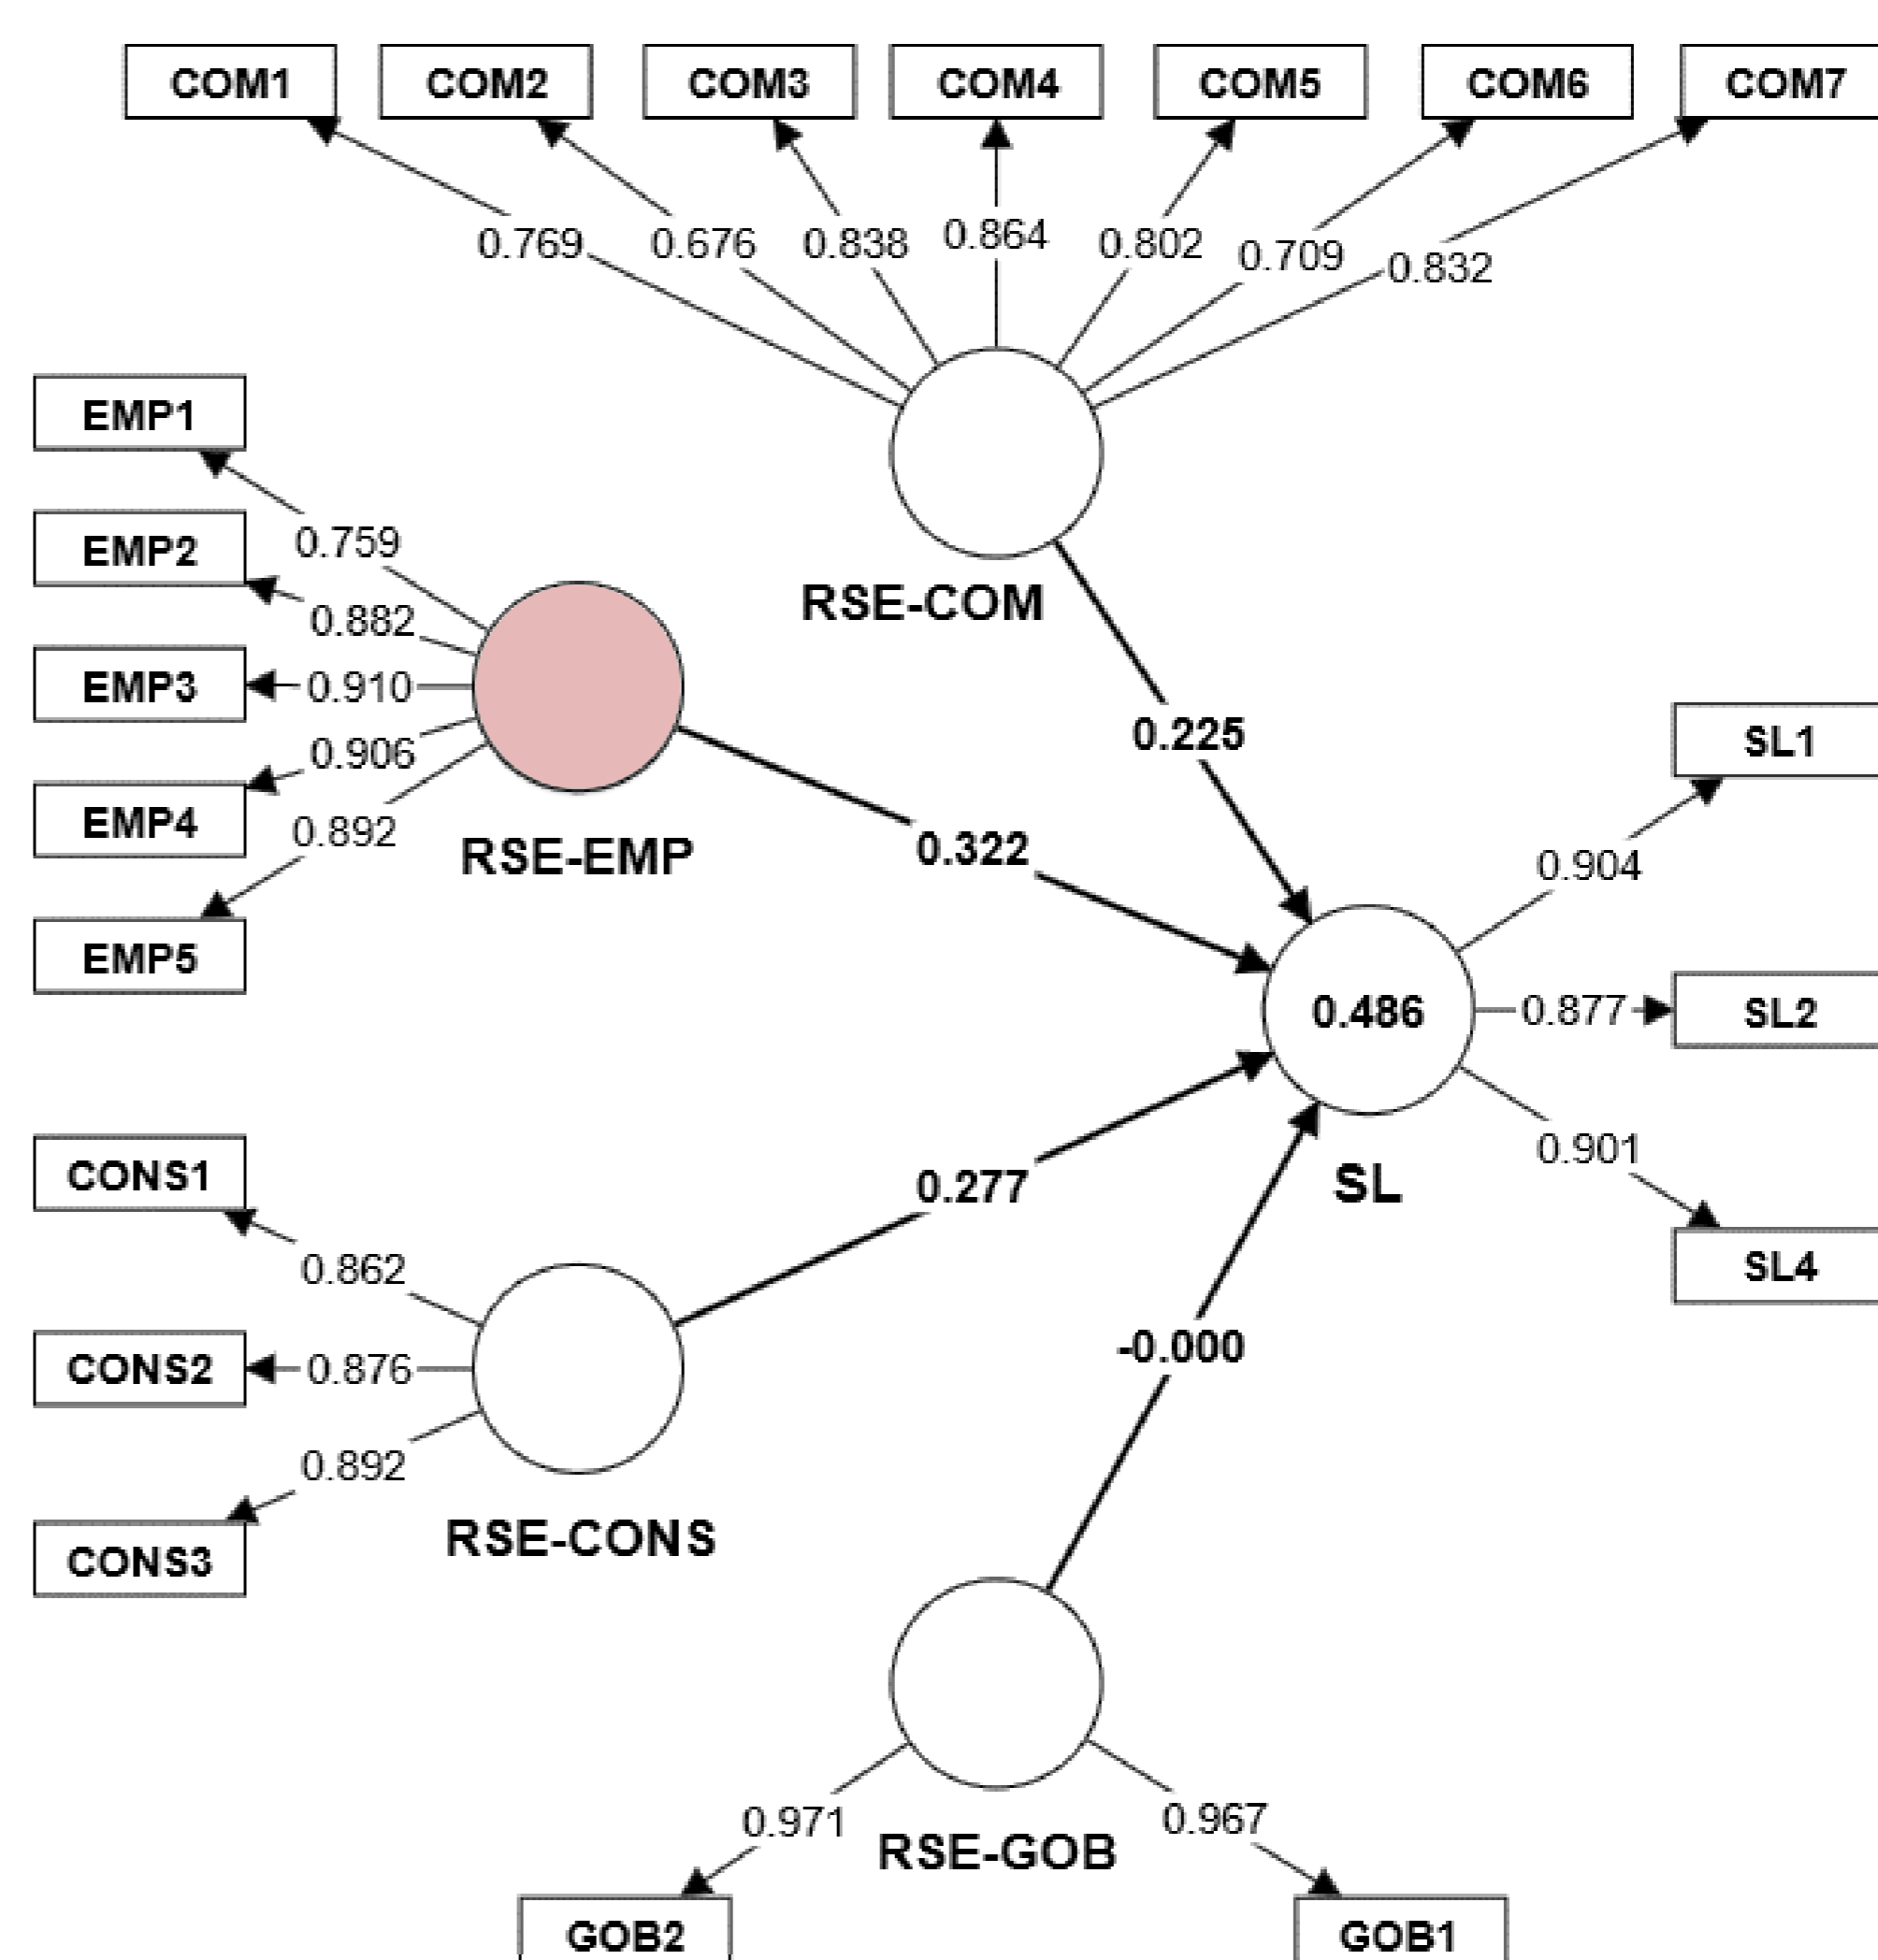 COM1 COM2 COM3 COM4 COM5 COM6 COM7
0.769 0.676 0.838 0.864 0.802 0.709 0.832
RSE-COM
EMP1
EMP2
EMP3
EMP4
EMP5
0.759
0.882
0.910
0.906
0.892
RSE-EMP
0.225
0.322
0.486
SL
SL1
SL2
SL4
0.904
0.877
0.901
CONS1
CONS2
CONS3
0.862
0.876
0.892
RSE-CONS
0.277
-0.000
0.971
RSE-GOB
0.967
GOB2
GOB1